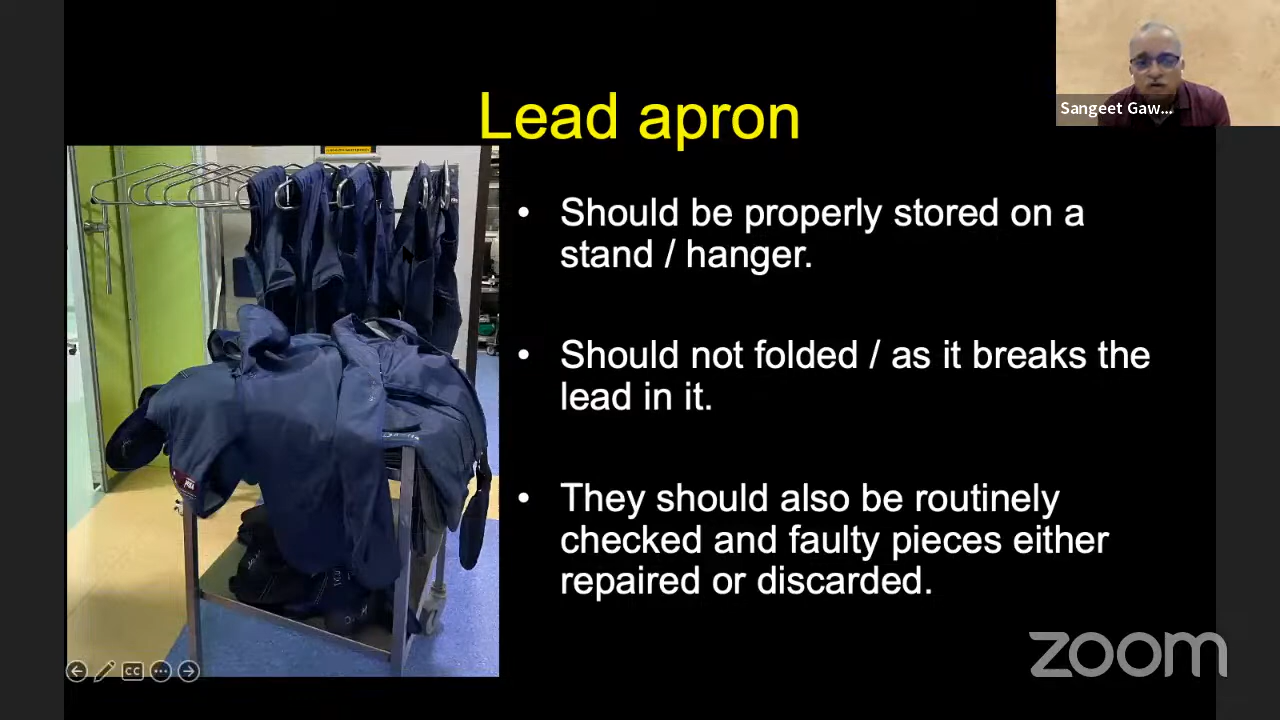 Lead apron
Sangeet Gaw...
• Should be properly stored on a
stand / hanger.
• Should not folded / as it breaks the
lead in it.
• They should also be routinely
checked and faulty pieces either
repaired or discarded.
CC
zoom